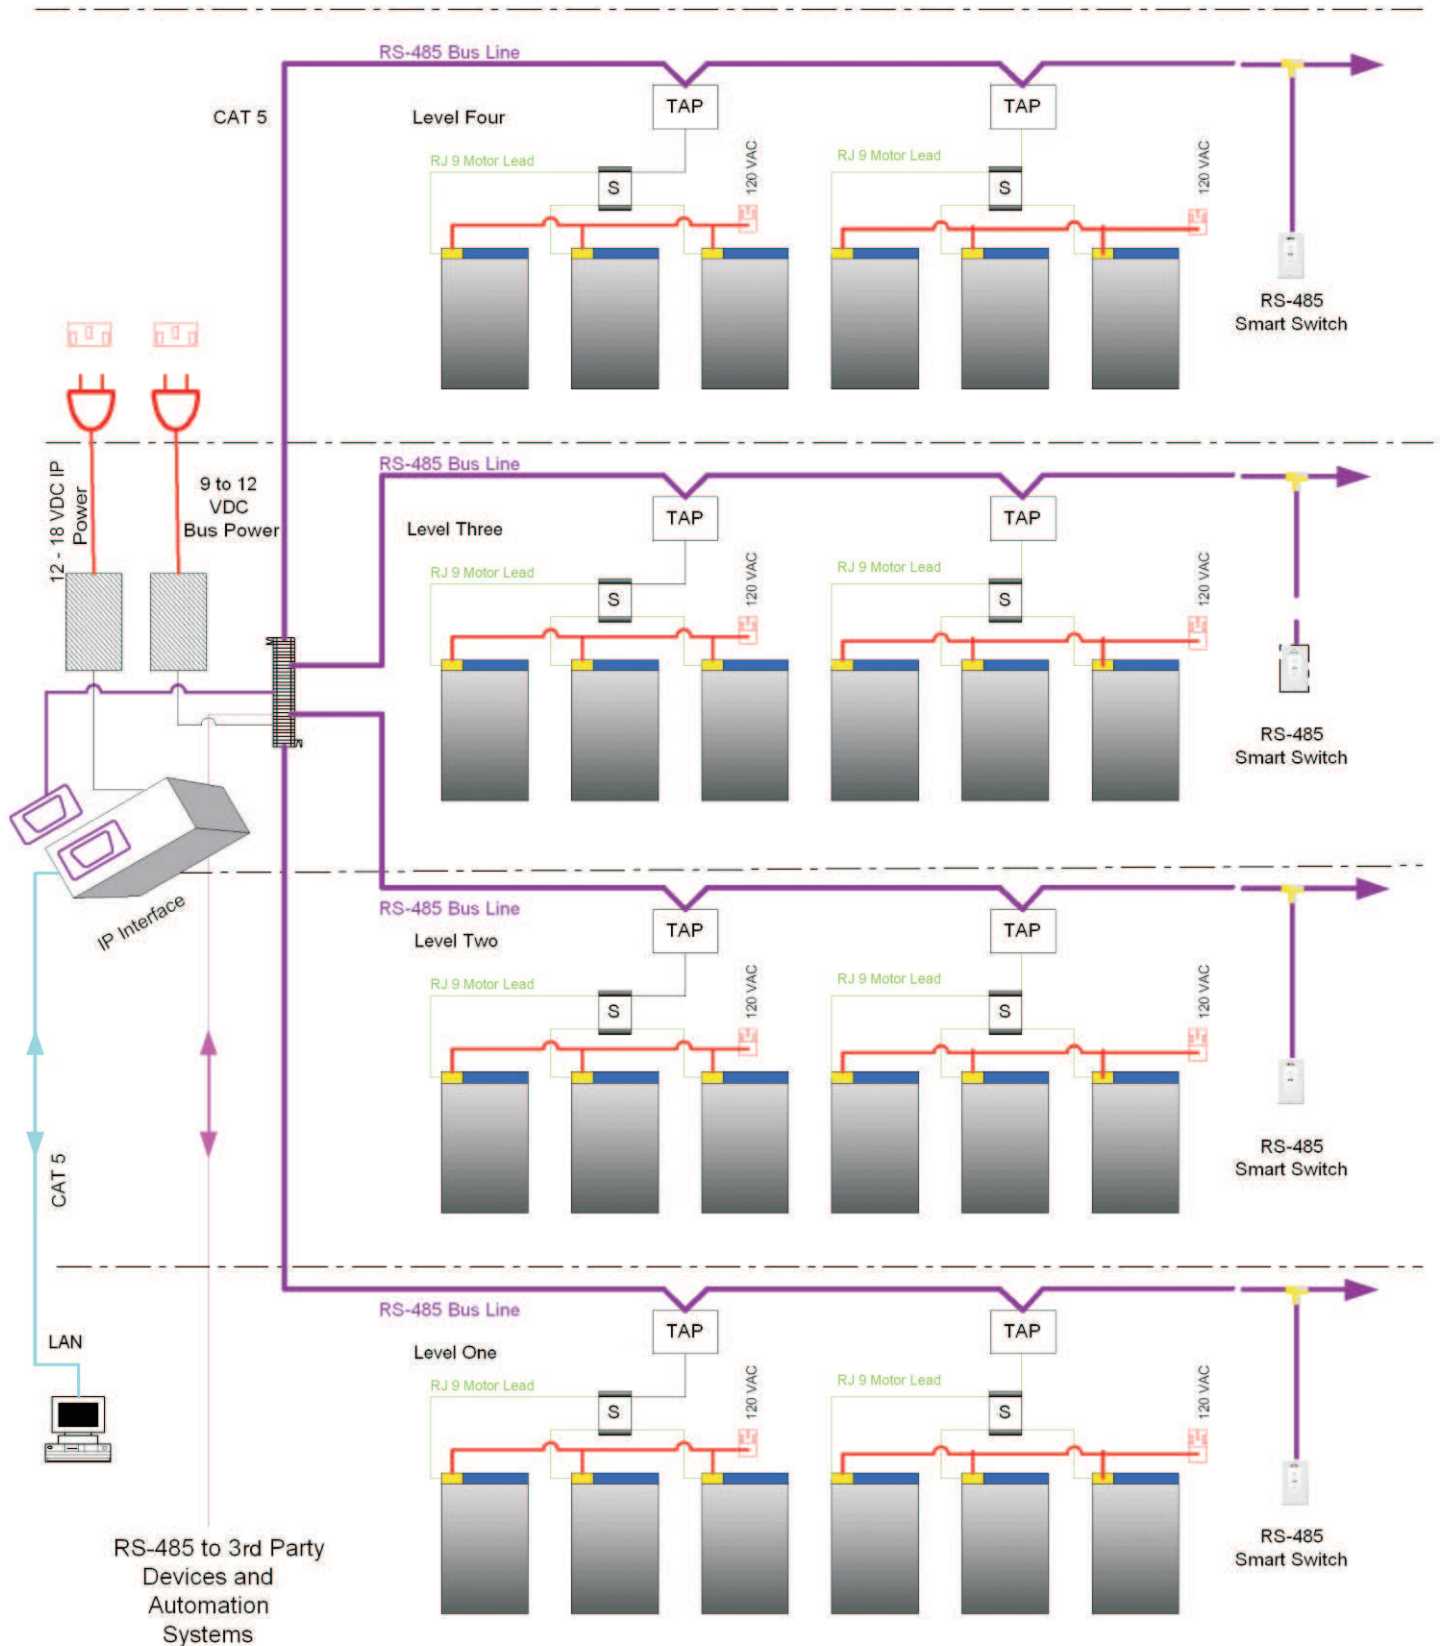 RS-485 Bus Line
CAT 5
Level Four
TAP
TAP
RJ 9 Motor Lead
S
120 VAC
RJ 9 Motor Lead
S
120 VAC
RS-485
Smart Switch
12 - 18 VDC IP
Power
9 to 12
VDC
Bus Power
RS-485 Bus Line
Level Three
TAP
TAP
RJ 9 Motor Lead
S
120 VAC
RJ 9 Motor Lead
S
120 VAC
RS-485
Smart Switch
IP Interface
RS-485 Bus Line
Level Two
TAP
TAP
RJ 9 Motor Lead
S
120 VAC
RJ 9 Motor Lead
S
120 VAC
RS-485
Smart Switch
CAT 5
RS-485 Bus Line
Level One
TAP
TAP
RJ 9 Motor Lead
S
120 VAC
RJ 9 Motor Lead
S
120 VAC
RS-485
Smart Switch
LAN
RS-485 to 3rd Party
Devices and
Automation
Systems